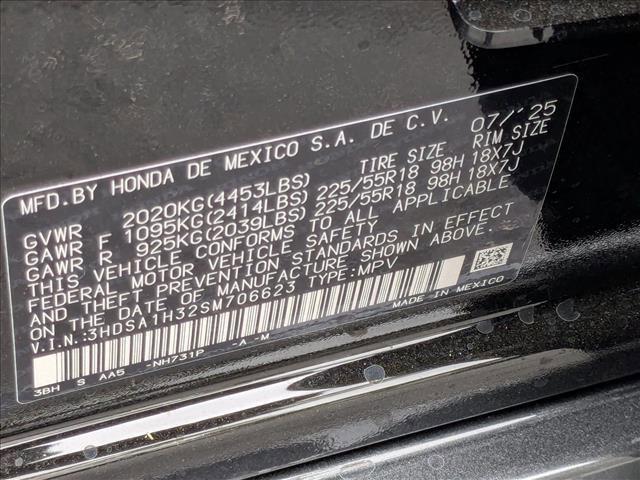 MFD.BY HONDA DE MEXICO S.A. DE C.V. 07/'25
GVWR 2020KG(4453LBS) TIRE SIZE RIM SIZE
GAWR F 1095KG(2414LBS) 225/55R18 98H 18X7J
GAWR R 925KG(2039LBS) 225/55R18 98H 18X7J
THIS VEHICLE CONFORMS TO ALL APPLICABLE
FEDERAL MOTOR VEHICLE SAFETY
AND THEFT PREVENTION STANDARDS IN EFFECT
ON THE DATE OF MANUFACTURE SHOWN ABOVE.
V.I.N.:3HDSA1H32SM706623 TYPE:MPV
MADE IN MEXICO
3BH S AA5 -NH731P -A-M